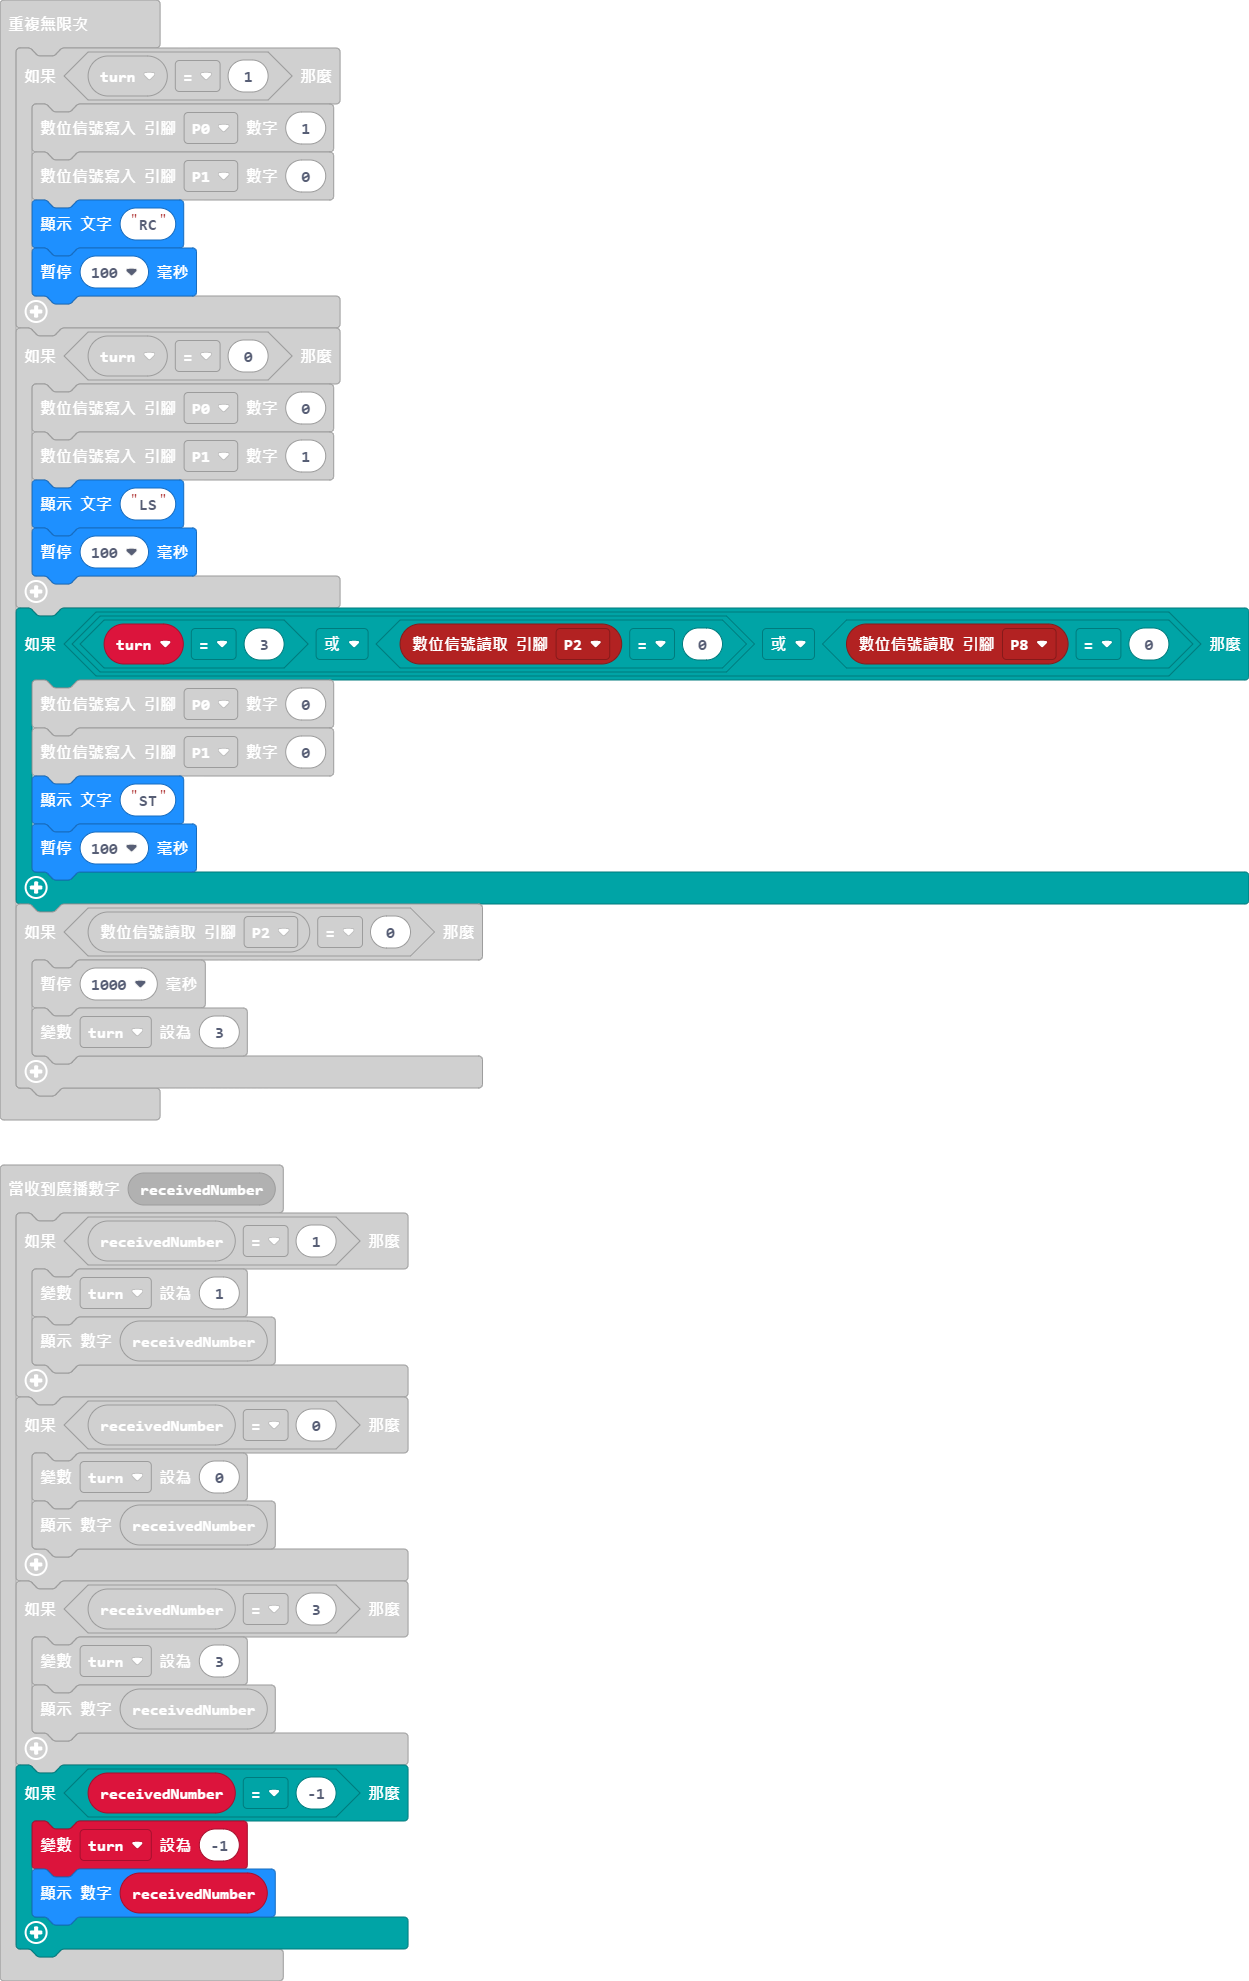 重複無限次
如果 turn = 1 那麼
數位信號寫入 引腳 P0 數字 1
數位信號寫入 引腳 P1 數字 0
顯示 文字 "RC"
暫停 100 毫秒
如果 turn = 0 那麼
數位信號寫入 引腳 P0 數字 0
數位信號寫入 引腳 P1 數字 1
顯示 文字 "LS"
暫停 100 毫秒
如果 turn = 3 或 數位信號讀取 引腳 P2 = 0 或 數位信號讀取 引腳 P8 = 0 那麼
數位信號寫入 引腳 P0 數字 0
數位信號寫入 引腳 P1 數字 0
顯示 文字 "ST"
暫停 100 毫秒
如果 數位信號讀取 引腳 P2 = 0 那麼
暫停 1000 毫秒
變數 turn 設為 3
當收到廣播數字 receivedNumber
如果 receivedNumber = 1 那麼
變數 turn 設為 1
顯示 數字 receivedNumber
如果 receivedNumber = 0 那麼
變數 turn 設為 0
顯示 數字 receivedNumber
如果 receivedNumber = 3 那麼
變數 turn 設為 3
顯示 數字 receivedNumber
如果 receivedNumber = -1 那麼
變數 turn 設為 -1
顯示 數字 receivedNumber